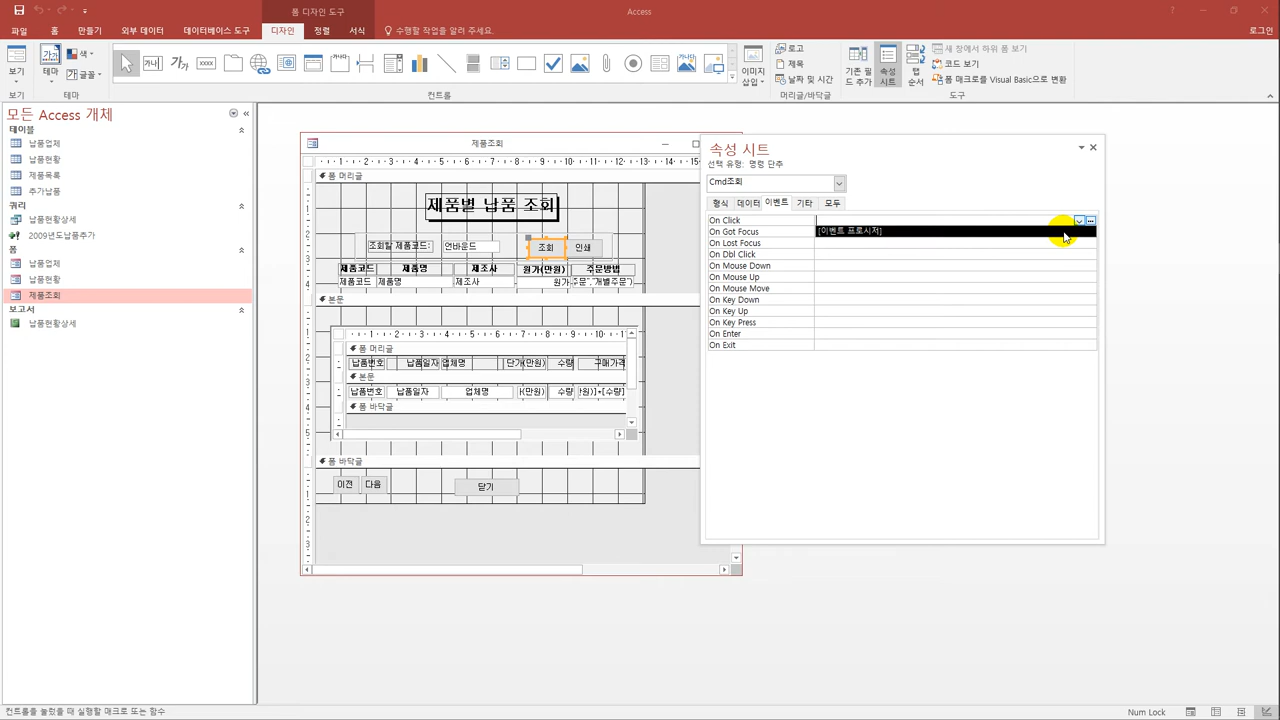 폼 디자인 도구
Access
파일
홈
만들기
외부 데이터
데이터베이스 도구
디자인
정렬
서식
수행할 작업을 알려 주세요.
로그인
보기
테마
색
글꼴
이미지
삽입
로고
제목
날짜 및 시간
기존 필
드 추가
속성
시트
탭
순서
새 창에서 하위 폼 보기
코드 보기
폼 매크로를 Visual Basic으로 변환
보기
테마
컨트롤
머리글/바닥글
도구
모든 Access 개체
테이블
납품업체
납품현황
제품목록
추가납품
쿼리
납품현황상세
2009년도납품추가
폼
납품업체
납품현황
제품조회
보고서
납품현황상세
제품조회
폼 머리글
제품별 납품 조회
조회할 제품코드:
언바운드
조회
인쇄
제품코드 제품명 제조사 원가(만원) 주문방법
제품코드 제품명 제조사 원가 주문","개별주문")
본문
폼 머리글
납품번호 납품일자 업체명 단가(만원) 수량 구매가격
본문
납품번호 납품일자 업체명 ㅏ(만원) 수량 원)]*[수량]
폼 바닥글
폼 바닥글
이전
다음
닫기
속성 시트
선택 유형: 명령 단추
Cmd조회
형식 데이터 이벤트 기타 모두
On Click
[이벤트 프로시저]
On Got Focus
On Lost Focus
On Dbl Click
On Mouse Down
On Mouse Up
On Mouse Move
On Key Down
On Key Up
On Key Press
On Enter
On Exit
컨트롤을 눌렀을 때 실행할 매크로 또는 함수
Num Lock